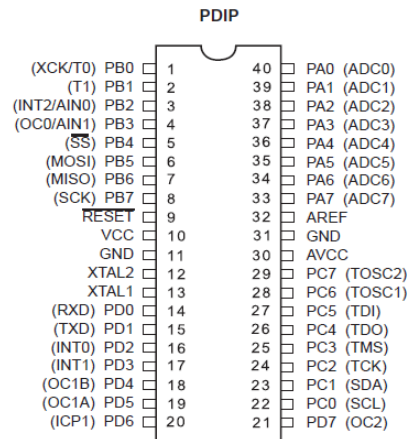 PDIP
(XCK/T0) PB0 1 40 PA0 (ADC0)
(T1) PB1 2 39 PA1 (ADC1)
(INT2/AIN0) PB2 3 38 PA2 (ADC2)
(OC0/AIN1) PB3 4 37 PA3 (ADC3)
(SS) PB4 5 36 PA4 (ADC4)
(MOSI) PB5 6 35 PA5 (ADC5)
(MISO) PB6 7 34 PA6 (ADC6)
(SCK) PB7 8 33 PA7 (ADC7)
RESET 9 32 AREF
VCC 10 31 GND
GND 11 30 AVCC
XTAL2 12 29 PC7 (TOSC2)
XTAL1 13 28 PC6 (TOSC1)
(RXD) PD0 14 27 PC5 (TDI)
(TXD) PD1 15 26 PC4 (TDO)
(INT0) PD2 16 25 PC3 (TMS)
(INT1) PD3 17 24 PC2 (TCK)
(OC1B) PD4 18 23 PC1 (SDA)
(OC1A) PD5 19 22 PC0 (SCL)
(ICP1) PD6 20 21 PD7 (OC2)